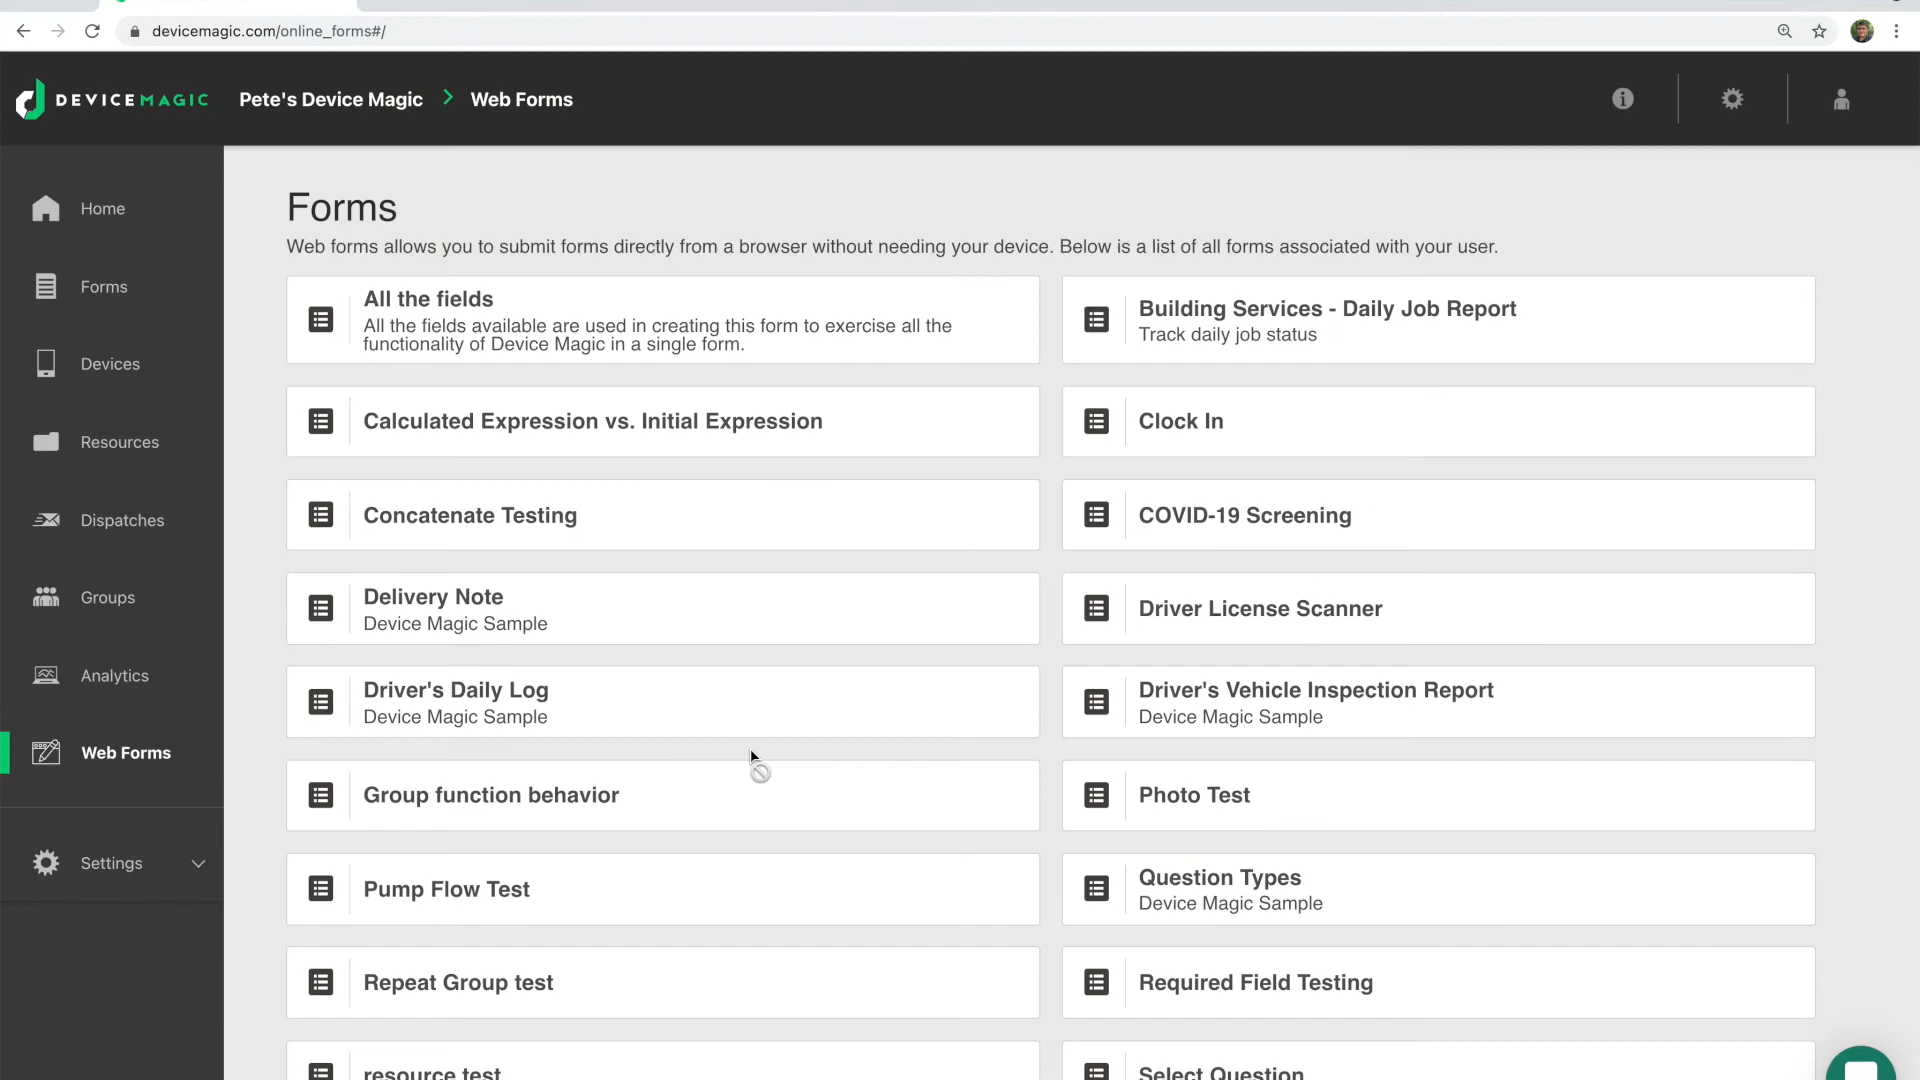 devicemagic.com/online_forms#/
DEVICEMAGIC
Pete's Device Magic > Web Forms
Home
Forms
Devices
Resources
Dispatches
Groups
Analytics
Web Forms
Settings
Forms
Web forms allows you to submit forms directly from a browser without needing your device. Below is a list of all forms associated with your user.
All the fields
All the fields available are used in creating this form to exercise all the
functionality of Device Magic in a single form.
Building Services - Daily Job Report
Track daily job status
Calculated Expression vs. Initial Expression
Clock In
Concatenate Testing
COVID-19 Screening
Delivery Note
Device Magic Sample
Driver License Scanner
Driver's Daily Log
Device Magic Sample
Driver's Vehicle Inspection Report
Device Magic Sample
Group function behavior
Photo Test
Pump Flow Test
Question Types
Device Magic Sample
Repeat Group test
Required Field Testing
resource test
Select Question